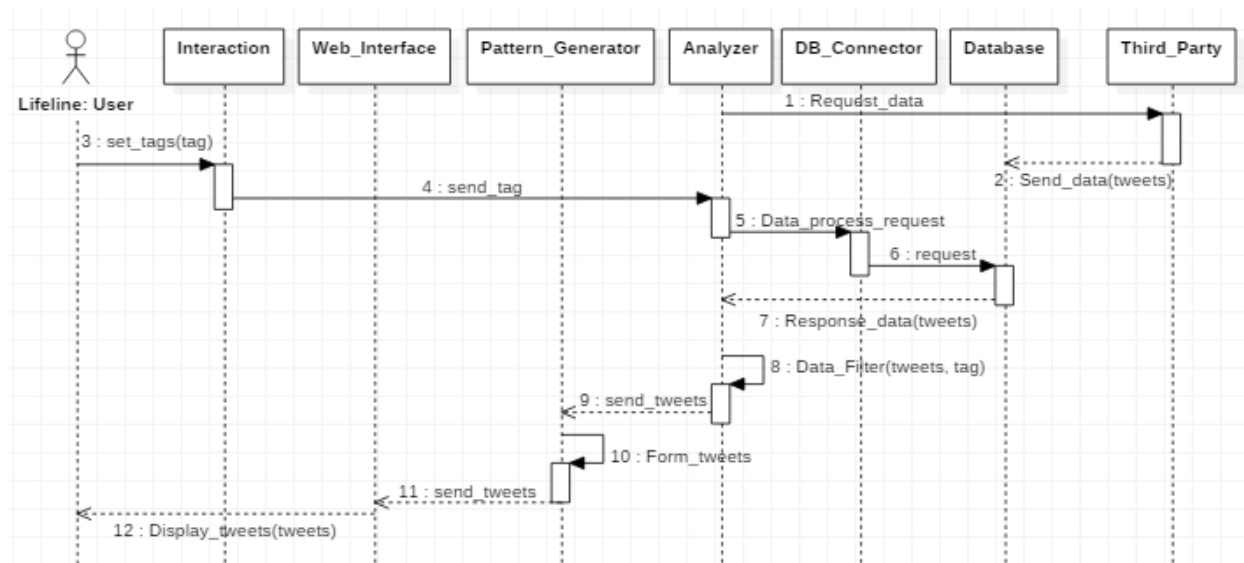 Interaction
Web_Interface
Pattern_Generator
Analyzer
DB_Connector
Database
Third_Party
Lifeline: User
1 : Request_data
2 : Send_data(tweets)
3 : set_tags(tag)
4 : send_tag
5 : Data_process_request
6 : request
7 : Response_data(tweets)
8 : Data_Filter(tweets, tag)
9 : send_tweets
10 : Form_tweets
11 : send_tweets
12 : Display_tweets(tweets)